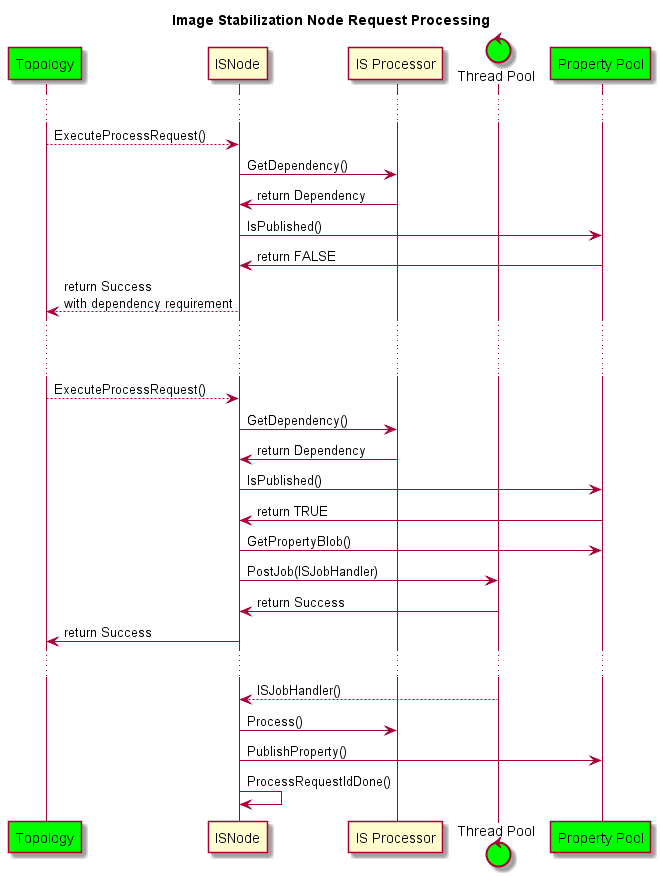 Image Stabilization Node Request Processing
Topology
ISNode
IS Processor
Thread Pool
Property Pool
ExecuteProcessRequest()
GetDependency()
return Dependency
IsPublished()
return FALSE
return Success
with dependency requirement
ExecuteProcessRequest()
GetDependency()
return Dependency
IsPublished()
return TRUE
GetPropertyBlob()
PostJob(ISJobHandler)
return Success
return Success
ISJobHandler()
Process()
PublishProperty()
ProcessRequestIdDone()
Topology
ISNode
IS Processor
Thread Pool
Property Pool